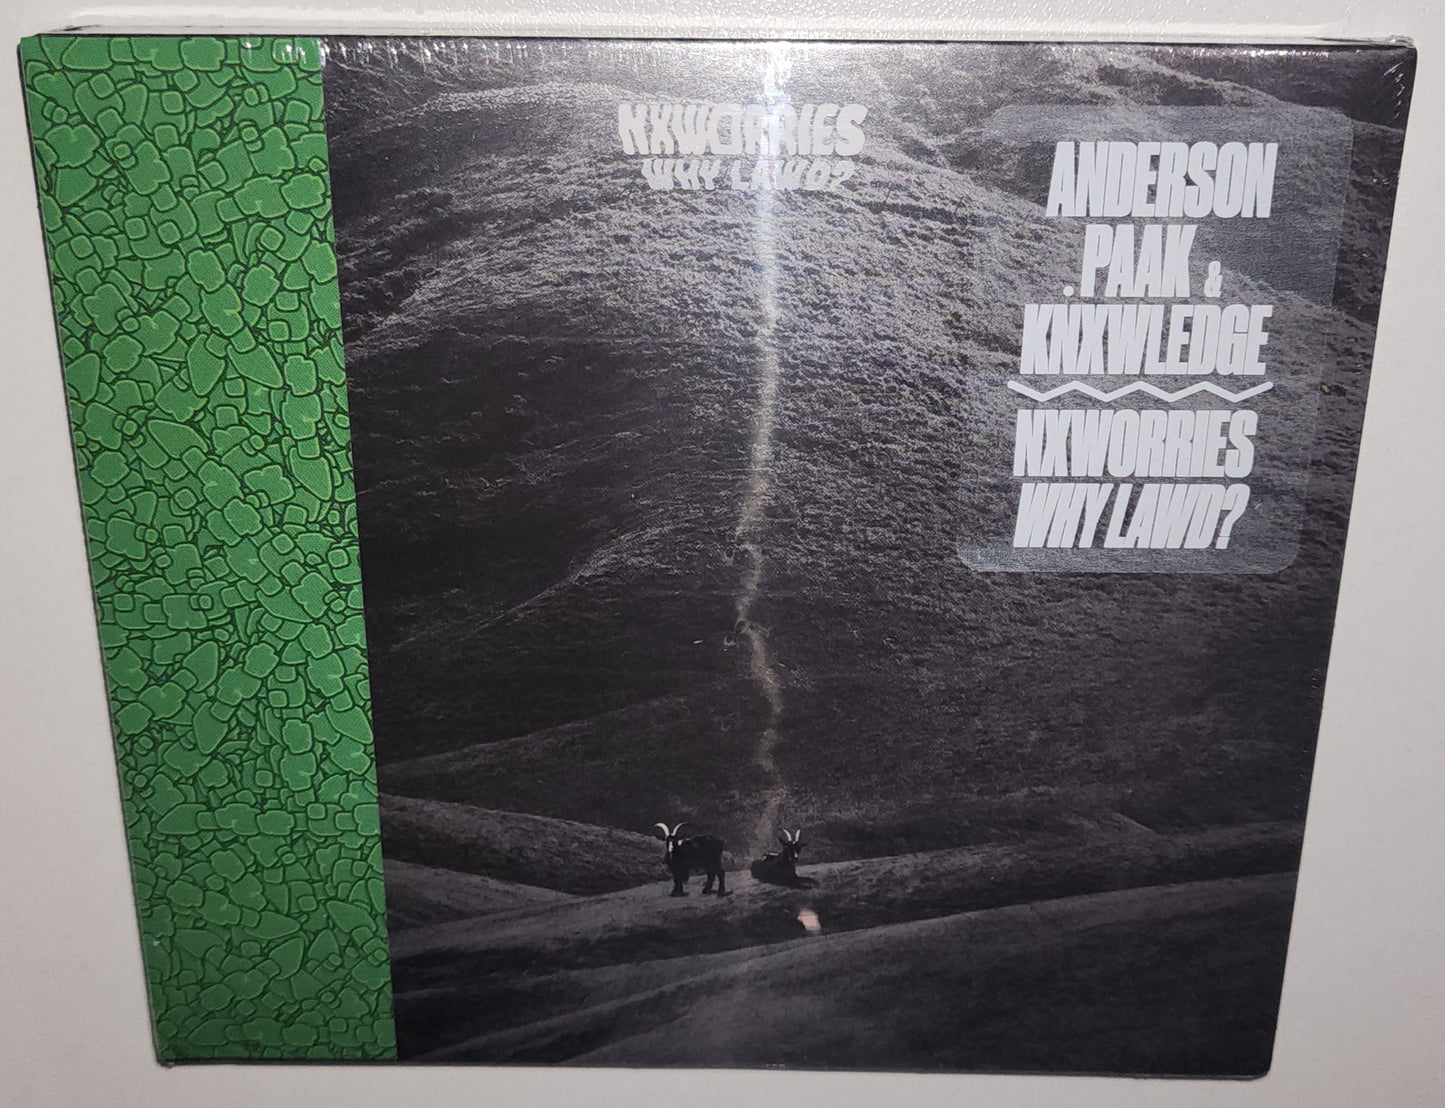 NXWORRIES
WHY LAWD?
ANDERSON
.PAAK &
KNXWLEDGE
NXWORRIES
WHY LAWD?